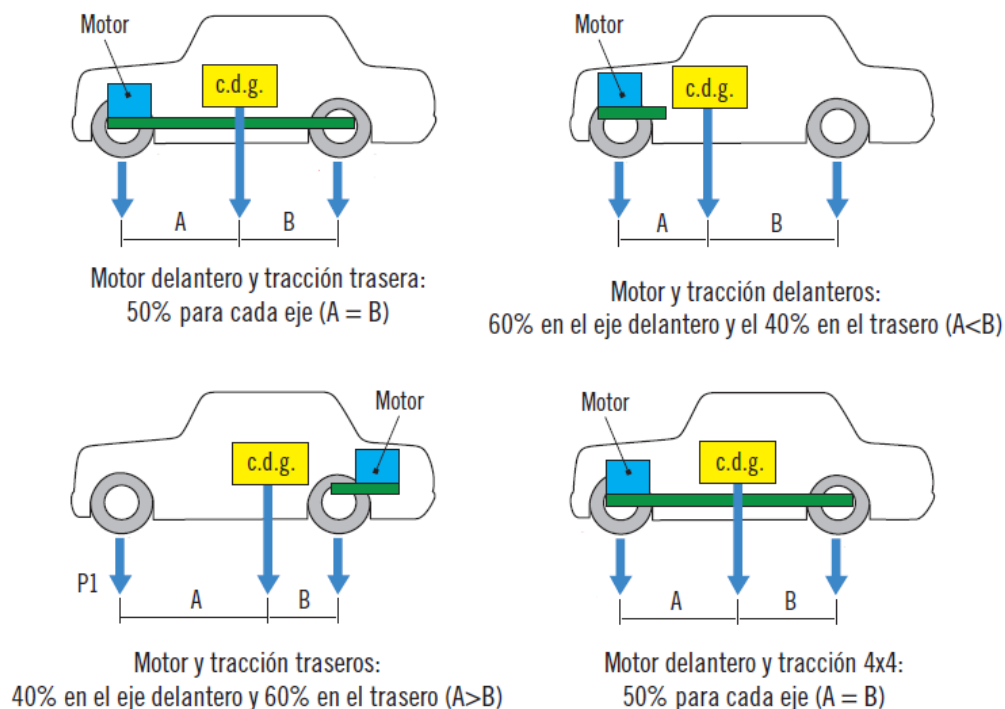 Motor
c.d.g.
A
B
Motor delantero y tracción trasera:
50% para cada eje (A = B)
Motor
c.d.g.
A
B
Motor y tracción delanteros:
60% en el eje delantero y el 40% en el trasero (A<B)
Motor
c.d.g.
P1
A
B
Motor y tracción traseros:
40% en el eje delantero y 60% en el trasero (A>B)
Motor
c.d.g.
A
B
Motor delantero y tracción 4x4:
50% para cada eje (A = B)